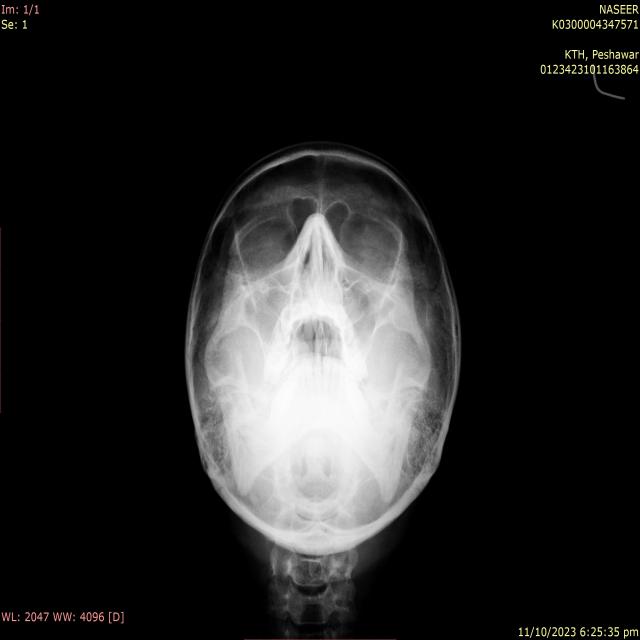 Im: 1/1
Se: 1
NASEER
K0300004347571
KTH, Peshawar
0123423101163864
WL: 2047 WW: 4096 [D]
11/10/2023 6:25:35 pm